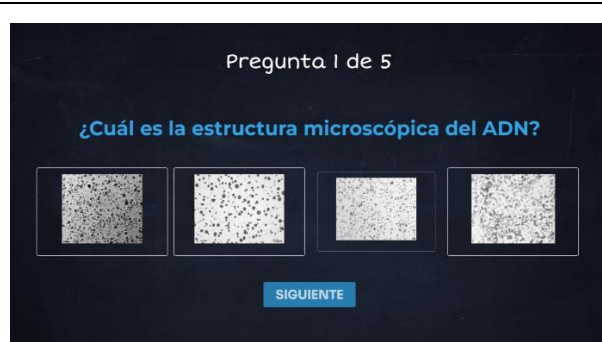 Pregunta 1 de 5
¿Cuál es la estructura microscópica del ADN?
SIGUIENTE